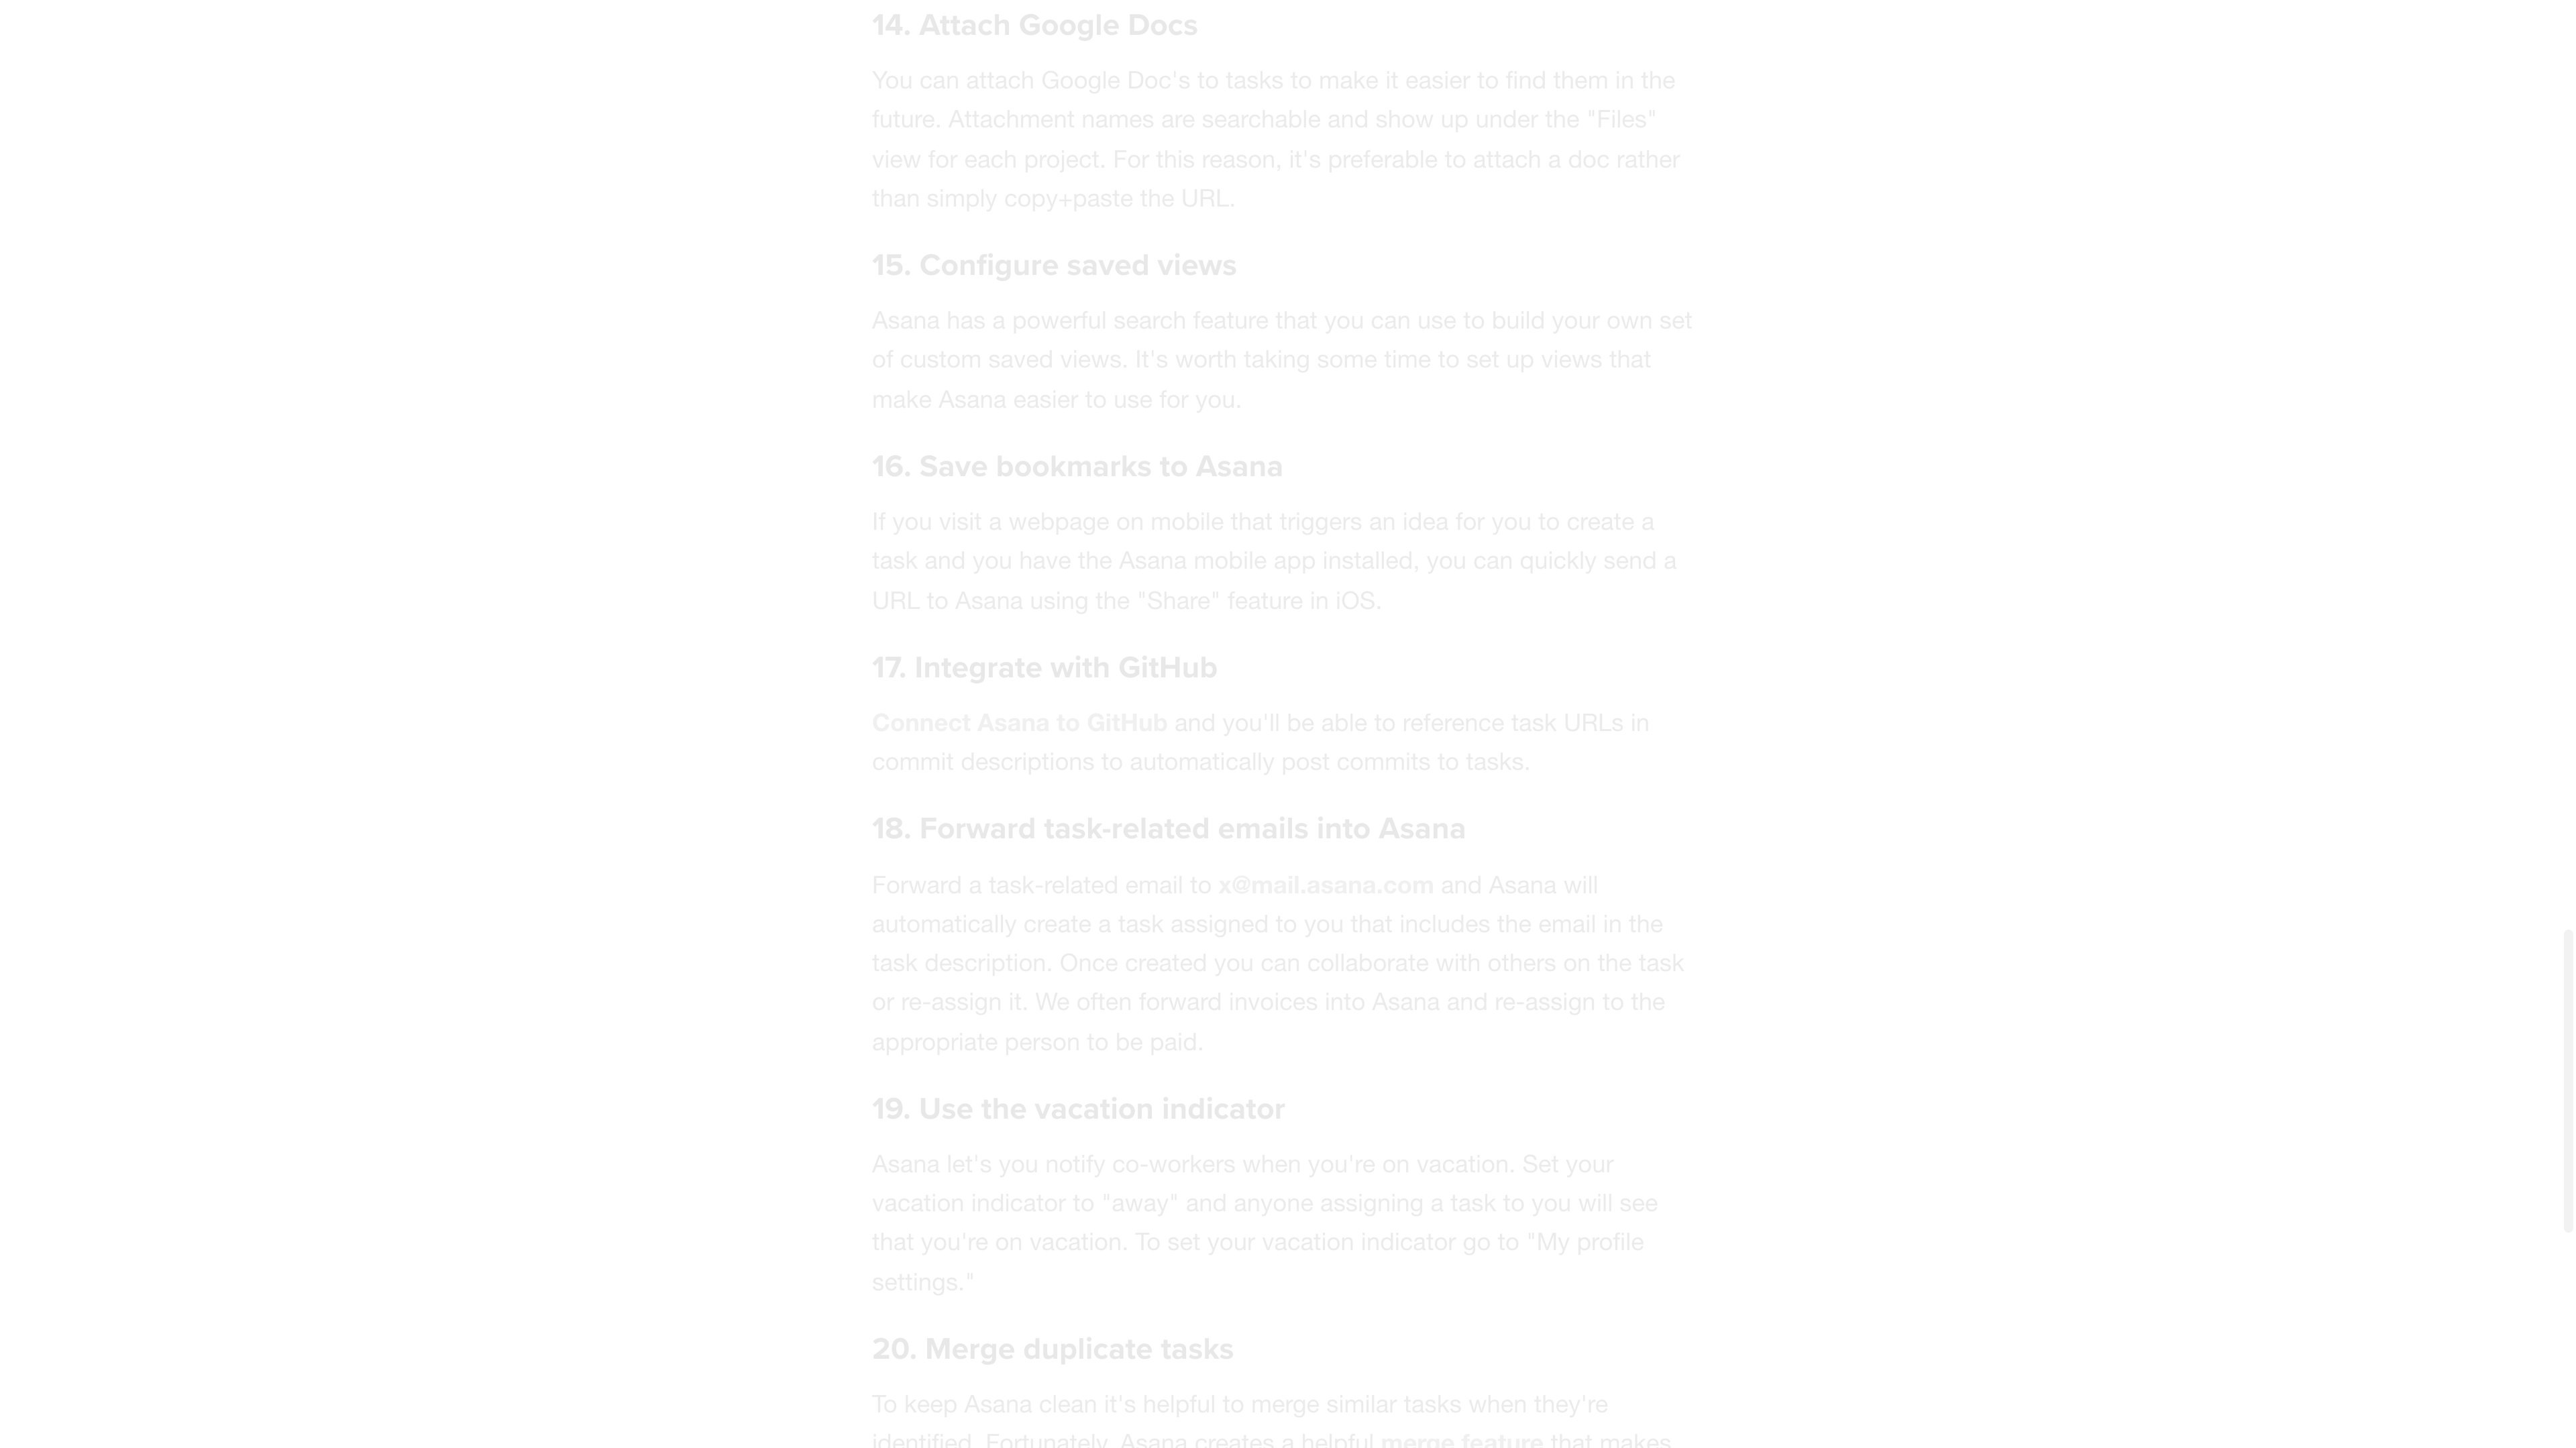 14. Attach Google Docs
You can attach Google Doc's to tasks to make it easier to find them in the
future. Attachment names are searchable and show up under the "Files"
view for each project. For this reason, it's preferable to attach a doc rather
than simply copy+paste the URL.
15. Configure saved views
Asana has a powerful search feature that you can use to build your own set
of custom saved views. It's worth taking some time to set up views that
make Asana easier to use for you.
16. Save bookmarks to Asana
If you visit a webpage on mobile that triggers an idea for you to create a
task and you have the Asana mobile app installed, you can quickly send a
URL to Asana using the "Share" feature in iOS.
17. Integrate with GitHub
Connect Asana to GitHub and you'll be able to reference task URLs in
commit descriptions to automatically post commits to tasks.
18. Forward task-related emails into Asana
Forward a task-related email to x@mail.asana.com and Asana will
automatically create a task assigned to you that includes the email in the
task description. Once created you can collaborate with others on the task
or re-assign it. We often forward invoices into Asana and re-assign to the
appropriate person to be paid.
19. Use the vacation indicator
Asana let's you notify co-workers when you're on vacation. Set your
vacation indicator to "away" and anyone assigning a task to you will see
that you're on vacation. To set your vacation indicator go to "My profile
settings."
20. Merge duplicate tasks
To keep Asana clean it's helpful to merge similar tasks when they're
identified. Fortunately, Asana creates a helpful merge feature that makes